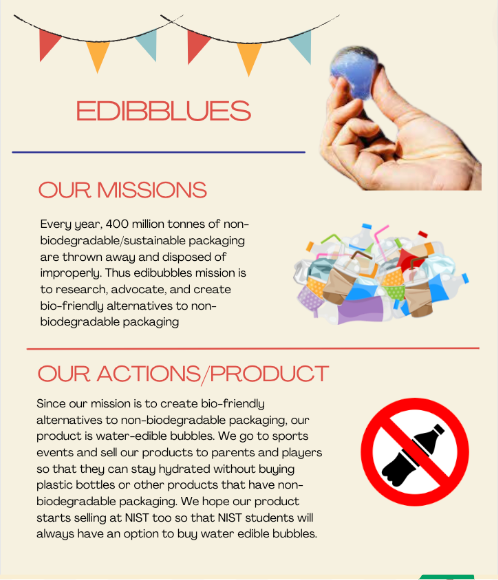 EDIBBLUES
OUR MISSIONS
Every year, 400 million tonnes of non-
biodegradable/sustainable packaging
are thrown away and disposed of
improperly. Thus edibubbles mission is
to research, advocate, and create
bio-friendly alternatives to non-
biodegradable packaging
OUR ACTIONS/PRODUCT
Since our mission is to create bio-friendly
alternatives to non-biodegradable packaging, our
product is water-edible bubbles. We go to sports
events and sell our products to parents and players
so that they can stay hydrated without buying
plastic bottles or other products that have non-
biodegradable packaging. We hope our product
starts selling at NIST too so that NIST students will
always have an option to buy water edible bubbles.